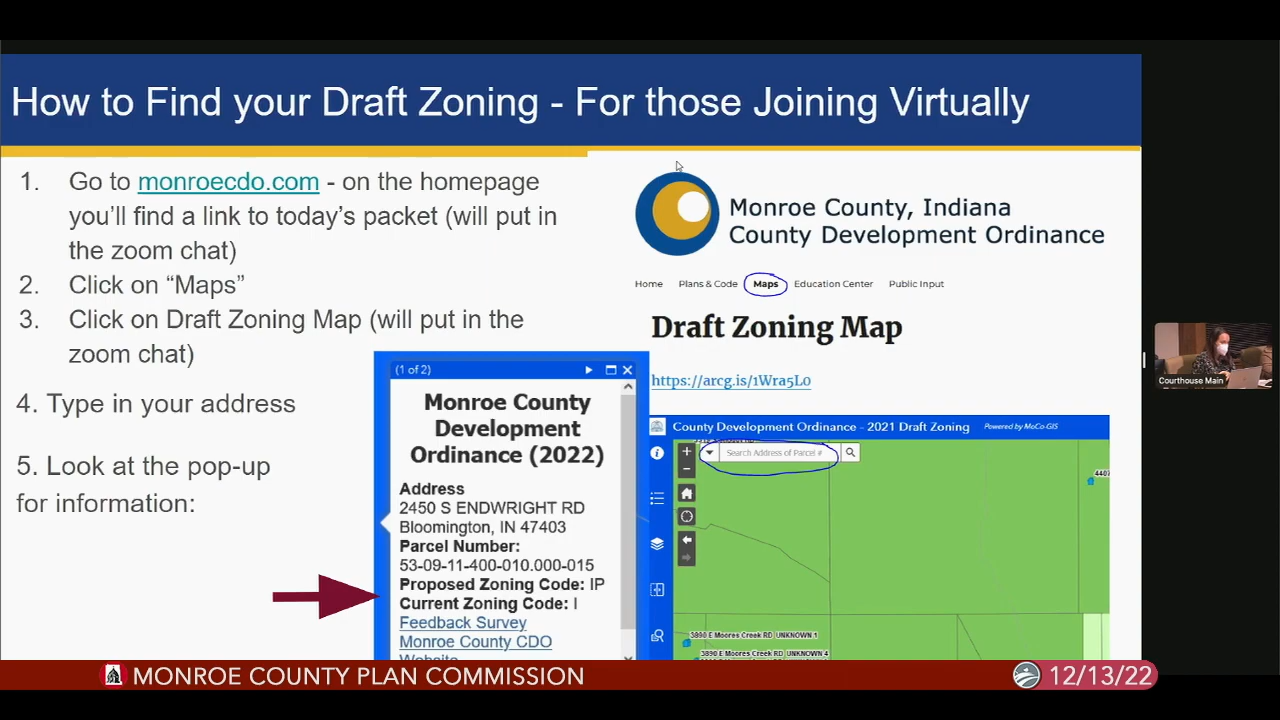 How to Find your Draft Zoning - For those Joining Virtually
1. Go to monroecdo.com - on the homepage
you'll find a link to today's packet (will put in
the zoom chat)
2. Click on “Maps”
3. Click on Draft Zoning Map (will put in the
zoom chat)
4. Type in your address
5. Look at the pop-up
for information:
(1 of 2)
Monroe County
Development
Ordinance (2022)
Address
2450 S ENDWRIGHT RD
Bloomington, IN 47403
Parcel Number:
53-09-11-400-010.000-015
Proposed Zoning Code: IP
Current Zoning Code: I
Feedback Survey
Monroe County CDO
Website
Monroe County, Indiana
County Development Ordinance
Home Plans & Code Maps Education Center Public Input
Draft Zoning Map
https://arcg.is/1Wra5L0
County Development Ordinance - 2021 Draft Zoning Powered by MoCo-GIS
Search Address of Parcel #
4407
3890 E Moores Creek RD UNKNOWN 1
3890 E Moores Creek RD UNKNOWN 4
Courthouse Main
MONROE COUNTY PLAN COMMISSION
12/13/22